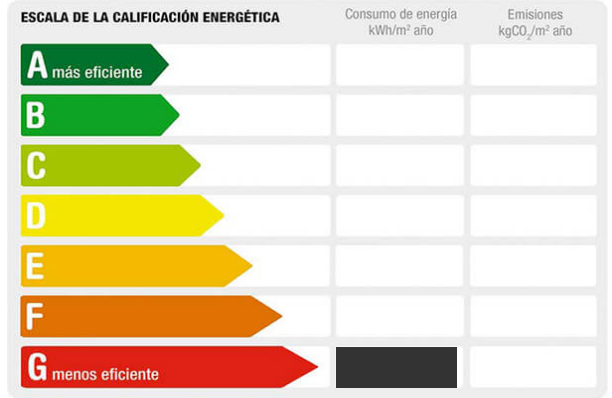 ESCALA DE LA CALIFICACIÓN ENERGÉTICA
Consumo de energía
kWh/m² año
Emisiones
kgCO₂/m² año
A más eficiente
B
C
D
E
F
G menos eficiente